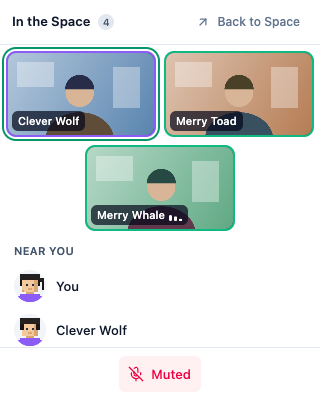 In the Space 4
Back to Space
Clever Wolf
Merry Toad
Merry Whale
NEAR YOU
You
Clever Wolf
Muted